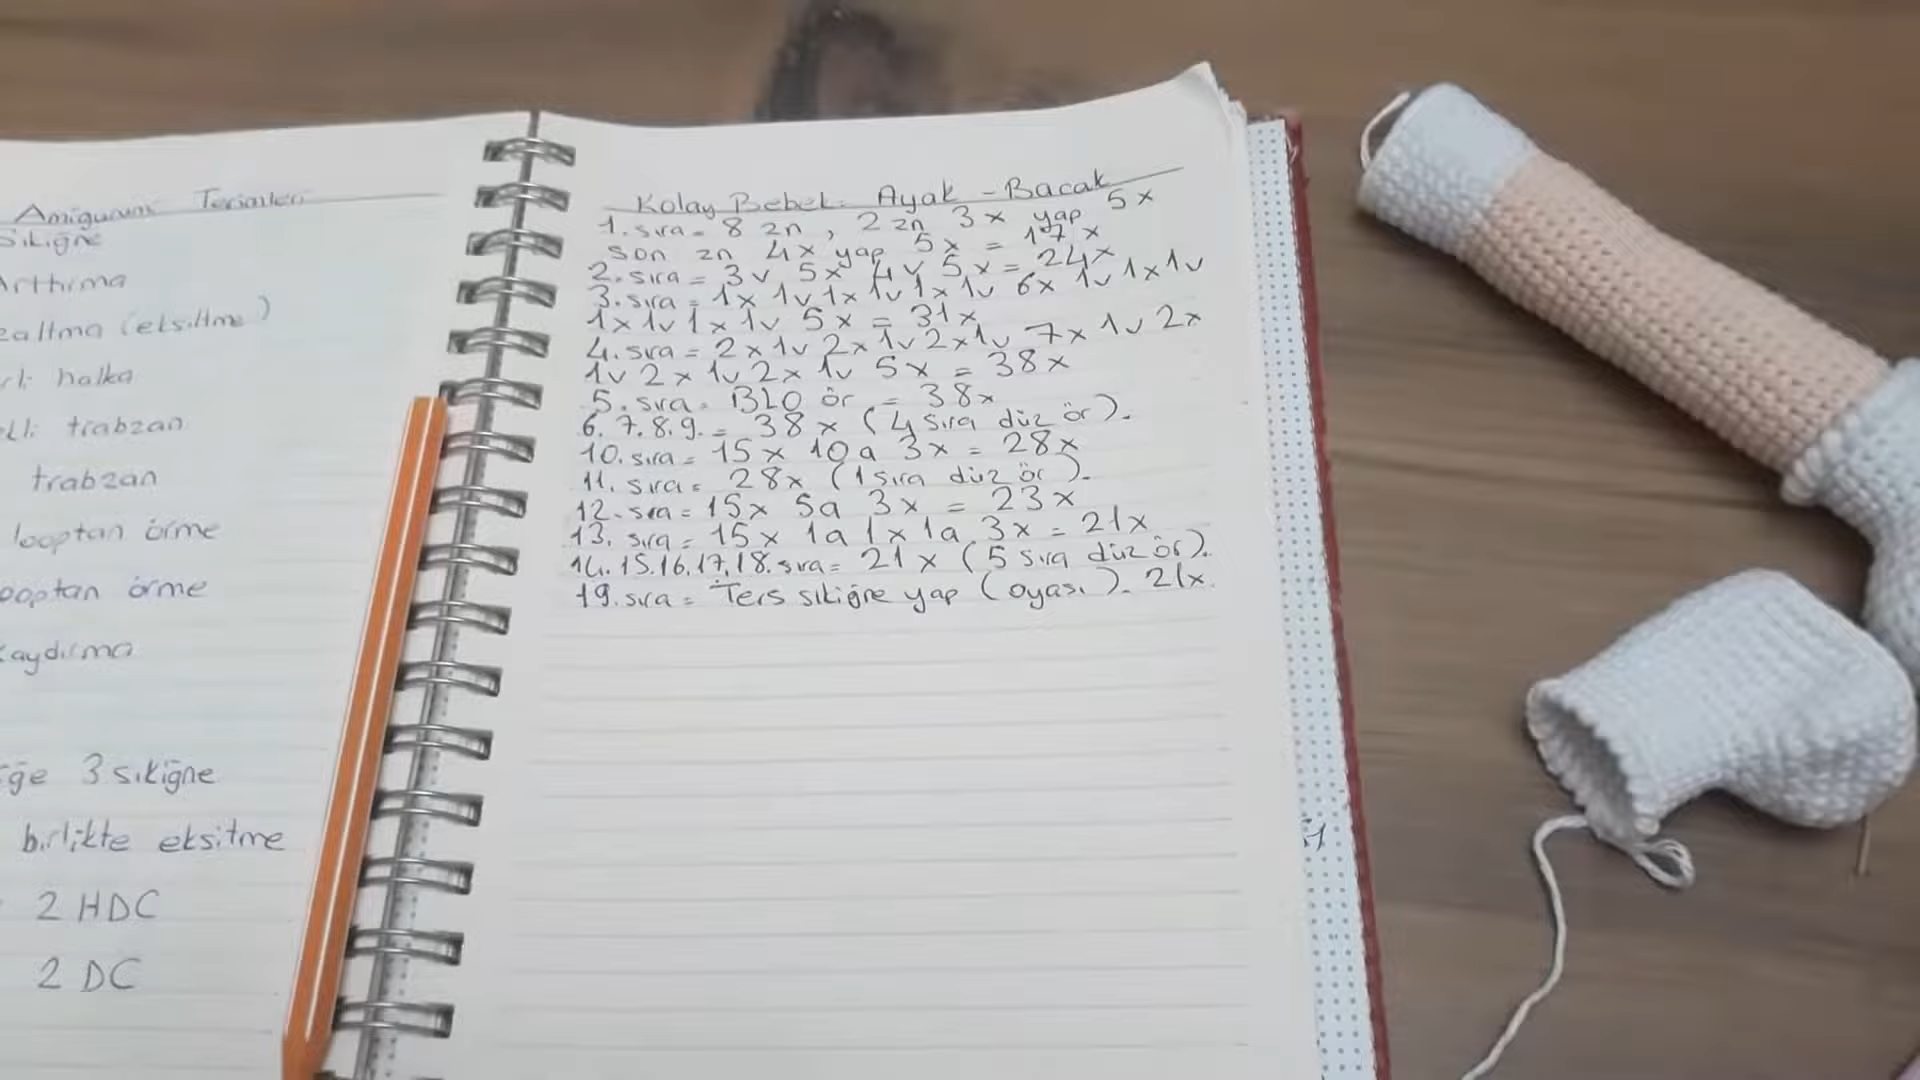 Amigurumi Terimleri
Sıkiğne
Arttırma
zaltma (eksiltme)
halka
trabzan
trabzan
looptan örme
ooptan örme
kaydırma
iğe 3 sıkiğne
birlikte eksitme
2 HDC
2 DC
Kolay Bebek: Ayak - Bacak
1. sıra = 8 zn, 2 zn 3x yap 5x
son zn 4x yap 5x = 17x
2. sıra = 3v 5x 4v 5x = 24x
3. sıra = 1x 1v 1x 1v 1x 1v 6x 1v 1x 1v
1x 1v 1x 1v 5x = 31x
4. sıra = 2x 1v 2x 1v 2x 1v 7x 1v 2x
1v 2x 1v 2x 1v 5x = 38x
5. sıra = BLO ör = 38x
6. 7. 8. 9. = 38x (4 sıra düz ör).
10. sıra = 15x 10a 3x = 28x
11. sıra = 28x (1 sıra düz ör).
12. sıra = 15x 5a 3x = 23x
13. sıra = 15x 1a 1x 1a 3x = 21x
14. 15. 16. 17. 18. sıra = 21x (5 sıra düz ör).
19. sıra = Ters sıkiğne yap (oyası). 21x.